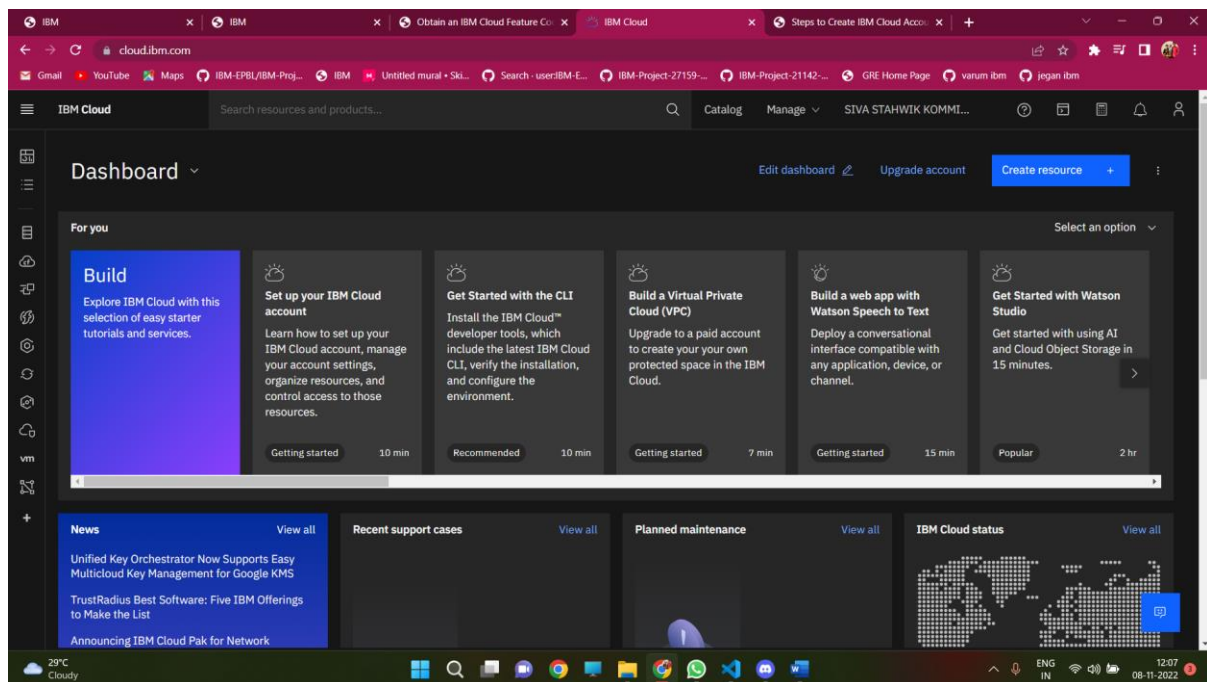 IBM
IBM
Obtain an IBM Cloud Feature Co
IBM Cloud
Steps to Create IBM Cloud Accou
cloud.ibm.com
Gmail YouTube Maps IBM-EPBL/IBM-Proj... IBM Untitled mural • Ski... Search · user:IBM-E... IBM-Project-27159-... IBM-Project-21142-... GRE Home Page varum ibm jegan ibm
IBM Cloud Search resources and products... Catalog Manage SIVA STAHWIK KOMMI...
Dashboard Edit dashboard Upgrade account Create resource +
For you Select an option
Build
Explore IBM Cloud with this
selection of easy starter
tutorials and services.
Set up your IBM Cloud
account
Learn how to set up your
IBM Cloud account, manage
your account settings,
organize resources, and
control access to those
resources.
Getting started 10 min
Get Started with the CLI
Install the IBM Cloud™
developer tools, which
include the latest IBM Cloud
CLI, verify the installation,
and configure the
environment.
Recommended 10 min
Build a Virtual Private
Cloud (VPC)
Upgrade to a paid account
to create your your own
protected space in the IBM
Cloud.
Getting started 7 min
Build a web app with
Watson Speech to Text
Deploy a conversational
interface compatible with
any application, device, or
channel.
Getting started 15 min
Get Started with Watson
Studio
Get started with using AI
and Cloud Object Storage in
15 minutes.
Popular 2 hr
vm
News View all
Unified Key Orchestrator Now Supports Easy
Multicloud Key Management for Google KMS
TrustRadius Best Software: Five IBM Offerings
to Make the List
Announcing IBM Cloud Pak for Network
Recent support cases View all
Planned maintenance View all
IBM Cloud status View all
29°C
Cloudy
ENG
IN
12:07
08-11-2022
3